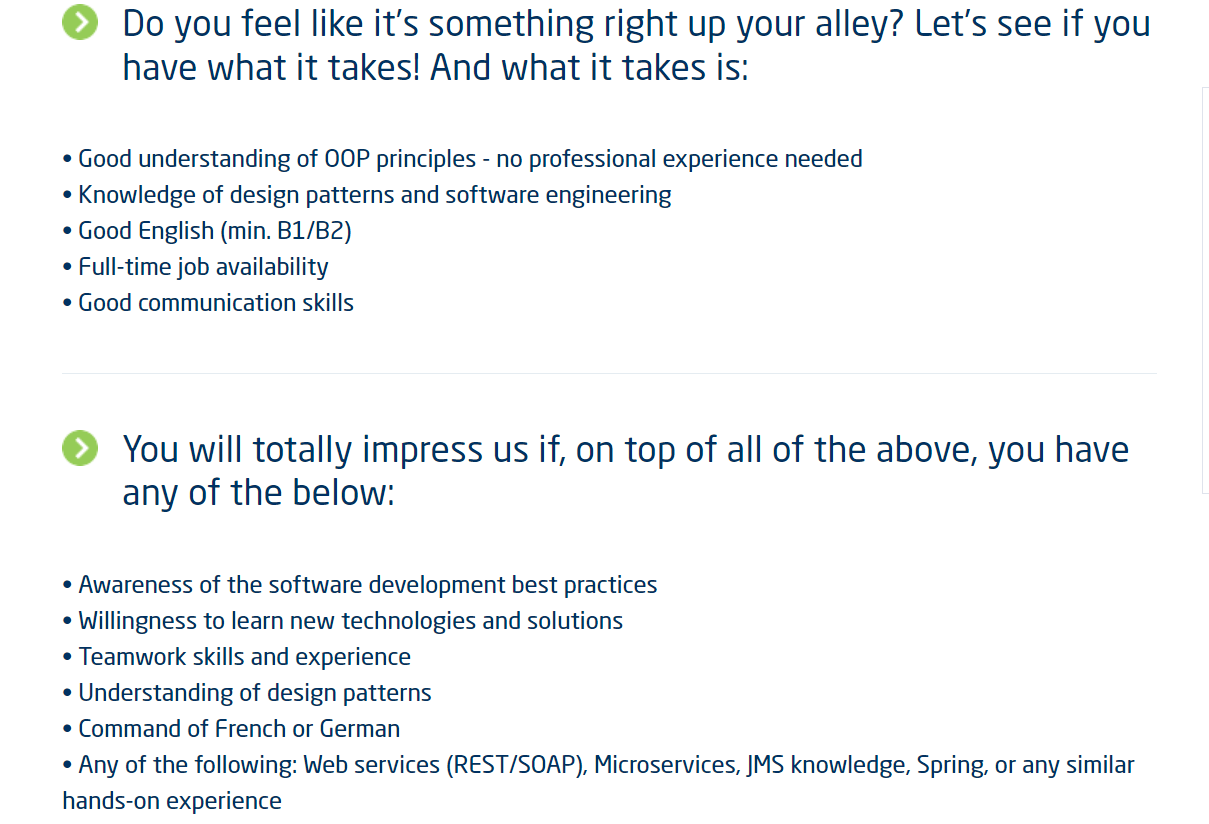 Do you feel like it's something right up your alley? Let's see if you
have what it takes! And what it takes is:
• Good understanding of OOP principles - no professional experience needed
• Knowledge of design patterns and software engineering
• Good English (min. B1/B2)
• Full-time job availability
• Good communication skills
You will totally impress us if, on top of all of the above, you have
any of the below:
• Awareness of the software development best practices
• Willingness to learn new technologies and solutions
• Teamwork skills and experience
• Understanding of design patterns
• Command of French or German
• Any of the following: Web services (REST/SOAP), Microservices, JMS knowledge, Spring, or any similar
hands-on experience